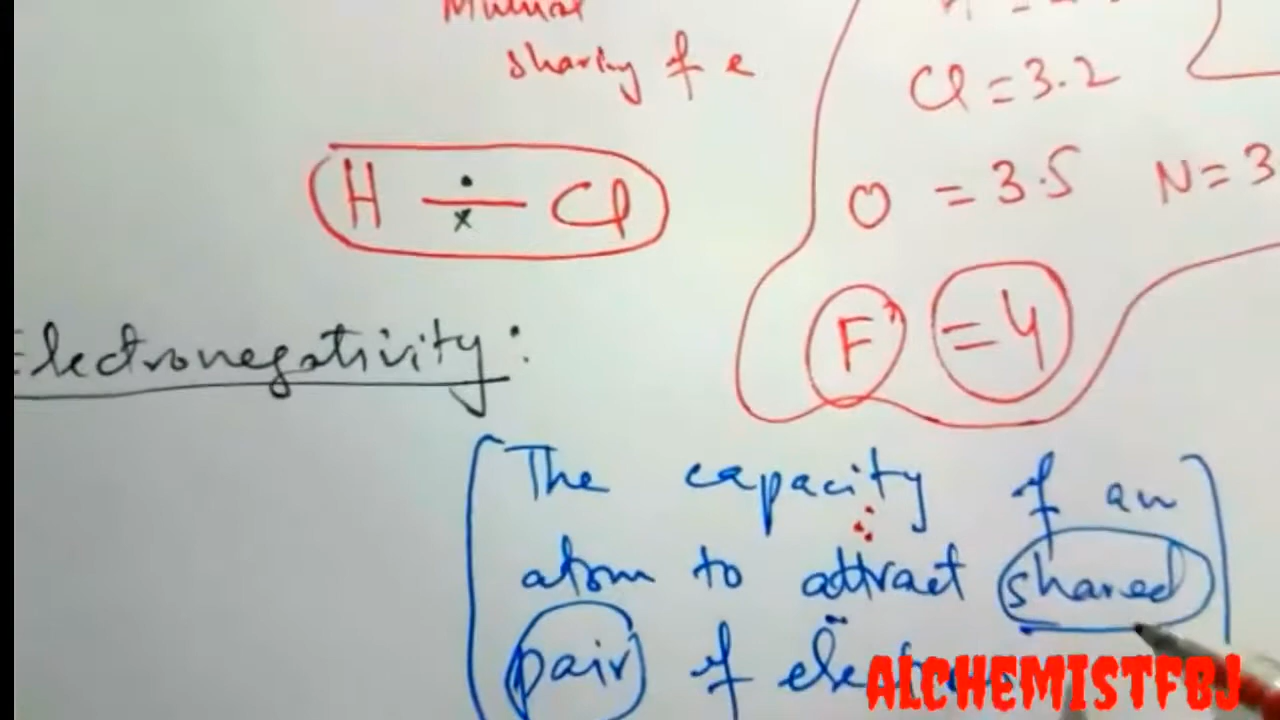 Mutual
sharing of e
Cl = 3.2
H ÷ Cl
x
O = 3.5 N = 3
F = 4
Electronegativity:
The capacity of an
atom to attract shared
pair of
ALCHEMISTFBJ